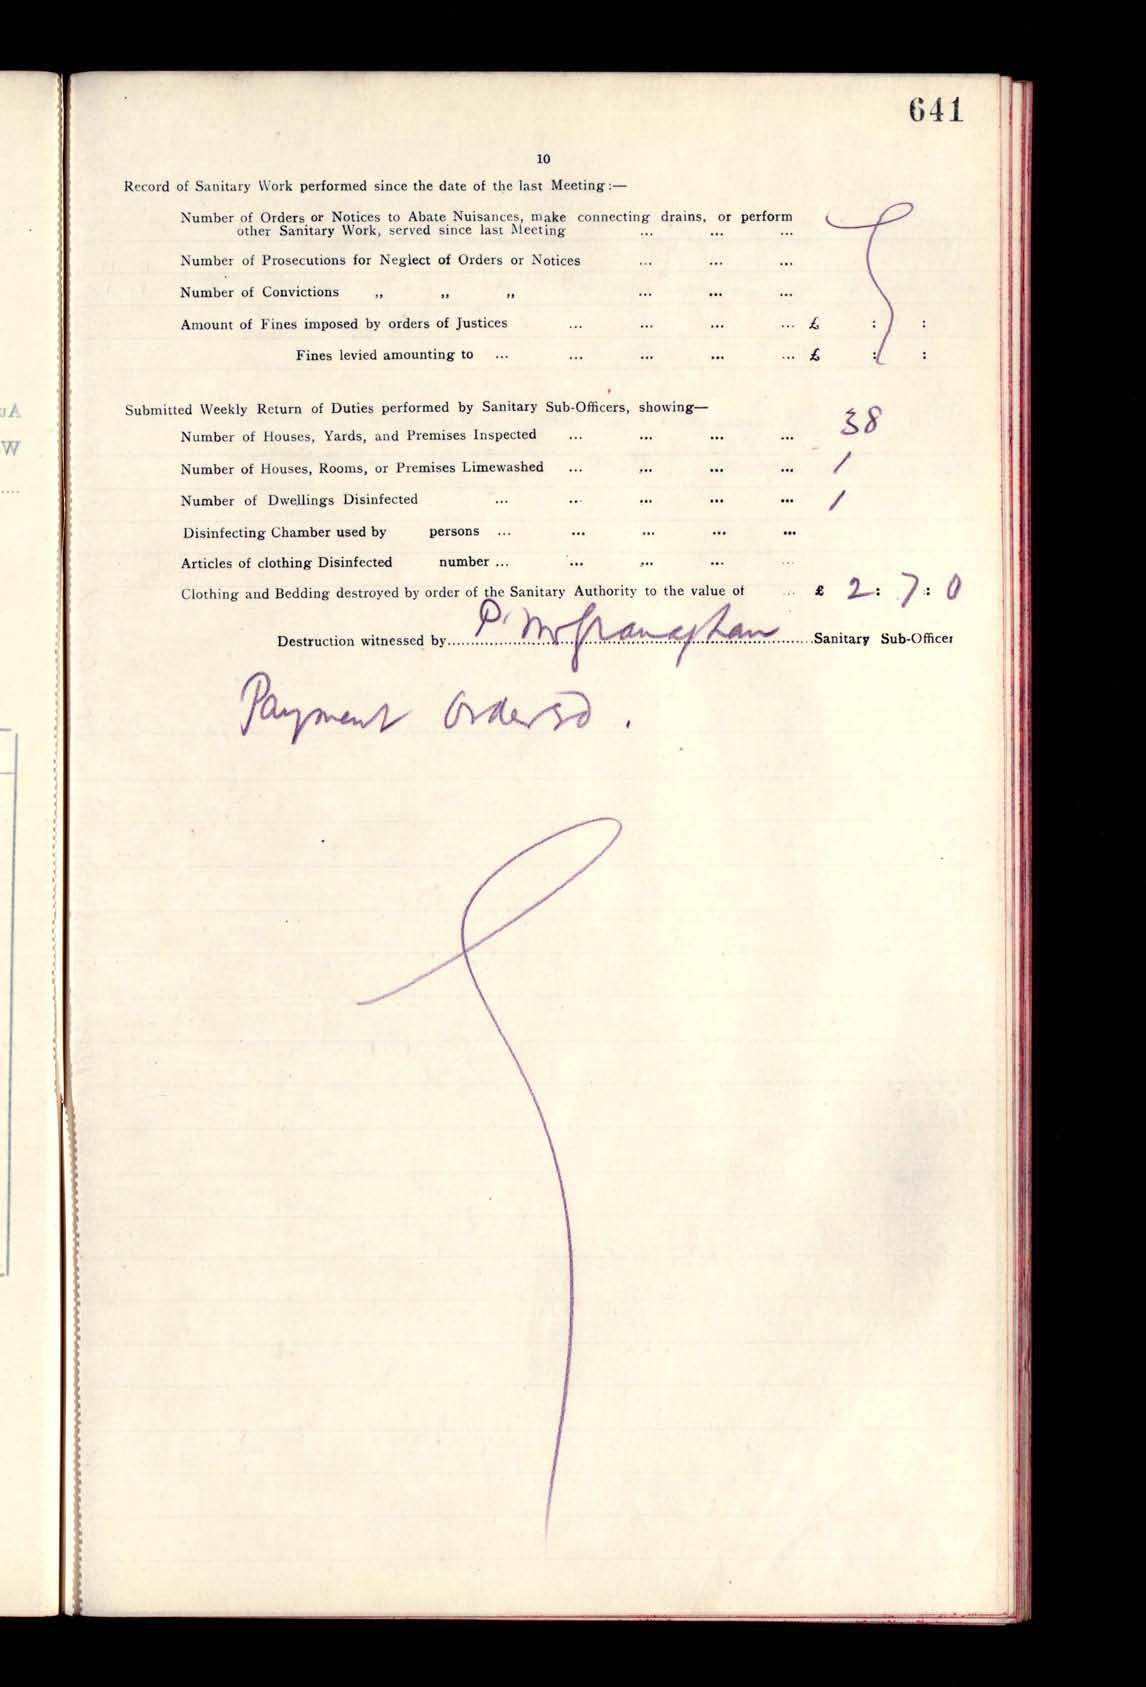 641
10
Record of Sanitary Work performed since the date of the last Meeting:—
Number of Orders or Notices to Abate Nuisances, make connecting drains, or perform
other Sanitary Work, served since last Meeting ... ... ...
Number of Prosecutions for Neglect of Orders or Notices ... ... ...
Number of Convictions „ „ „ ... ... ...
Amount of Fines imposed by orders of Justices ... ... ... ... £ : :
Fines levied amounting to ... ... ... ... ... £ : :
Submitted Weekly Return of Duties performed by Sanitary Sub-Officers, showing—
Number of Houses, Yards, and Premises Inspected ... ... ... ... 38
Number of Houses, Rooms, or Premises Limewashed ... ... ... ... 1
Number of Dwellings Disinfected ... ... ... ... ... 1
Disinfecting Chamber used by persons ... ... ... ... ...
Articles of clothing Disinfected number ... ... ... ... ...
Clothing and Bedding destroyed by order of the Sanitary Authority to the value of ... £ 2 : 7 : 0
Destruction witnessed by P. McGranaghan Sanitary Sub-Officer
Payment Ordered.